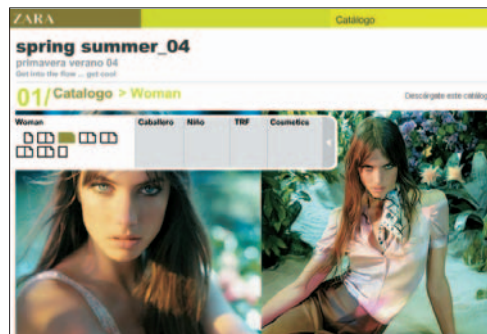 ZARA
Catálogo
spring summer_04
primavera verano 04
Get into the flow ... get cool
01/Catalogo > Woman
Descárgate este catálog
Woman
Caballero
Niño
TRF
Cosmetics